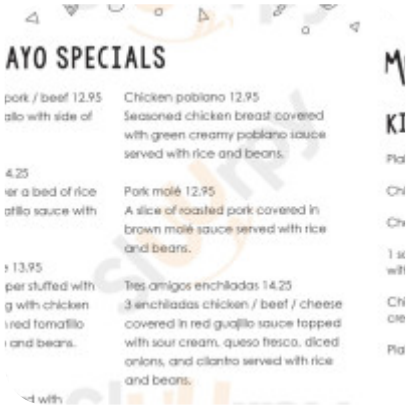 AYO SPECIALS
pork / beef 12.95
allo with side of
4.25
er a bed of rice
atillo sauce with
13.95
per stuffed with
g with chicken
red tomatillo
and beans.
with
Chicken poblano 12.95
Seasoned chicken breast covered
with green creamy poblano sauce
served with rice and beans.
Pork molé 12.95
A slice of roasted pork covered in
brown molé sauce served with rice
and beans.
Tres amigos enchiladas 14.25
3 enchiladas chicken / beef / cheese
covered in red guajillo sauce topped
with sour cream, queso fresco, diced
onions, and cilantro served with rice
and beans.
M
KI
Pla
Chi
Che
1 s
with
Chi
cre
Pla